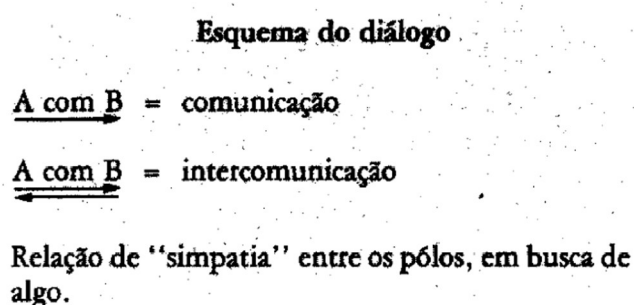 Esquema do diálogo
A com B = comunicação
A com B = intercomunicação
Relação de ‘‘simpatia’’ entre os pólos, em busca de
algo.